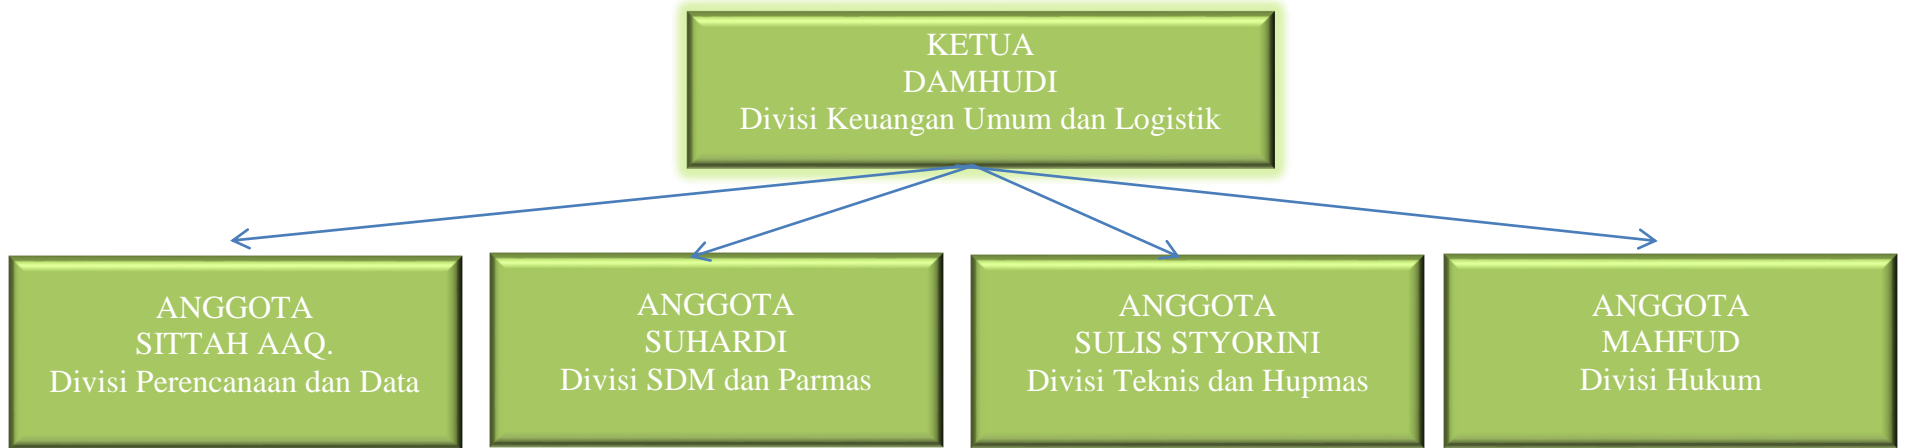 KETUA
DAMHUDI
Divisi Keuangan Umum dan Logistik
ANGGOTA
SITTAH AAQ.
Divisi Perencanaan dan Data
ANGGOTA
SUHARDI
Divisi SDM dan Parmas
ANGGOTA
SULIS STYORINI
Divisi Teknis dan Hupmas
ANGGOTA
MAHFUD
Divisi Hukum